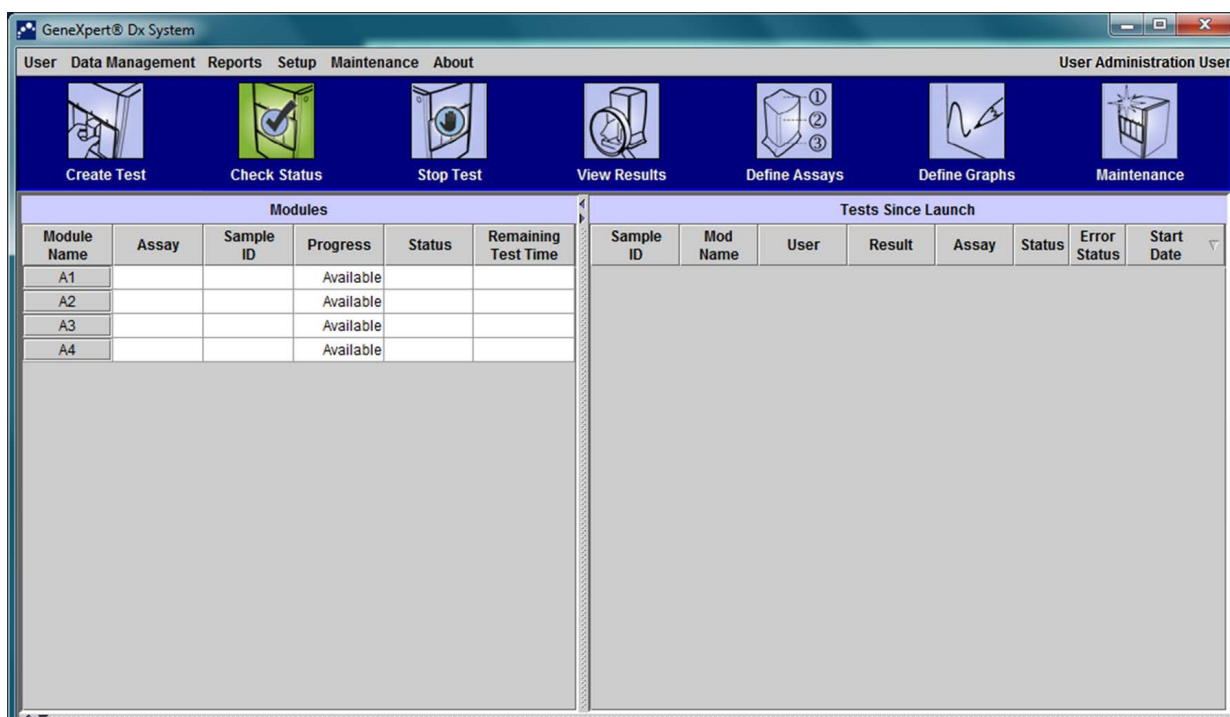 GeneXpert® Dx System
User Data Management Reports Setup Maintenance About User Administration User
① ② ③
Create Test Check Status Stop Test View Results Define Assays Define Graphs Maintenance
Modules
Module Name Assay Sample ID Progress Status Remaining Test Time
A1 Available
A2 Available
A3 Available
A4 Available
Tests Since Launch
Sample ID Mod Name User Result Assay Status Error Status Start Date